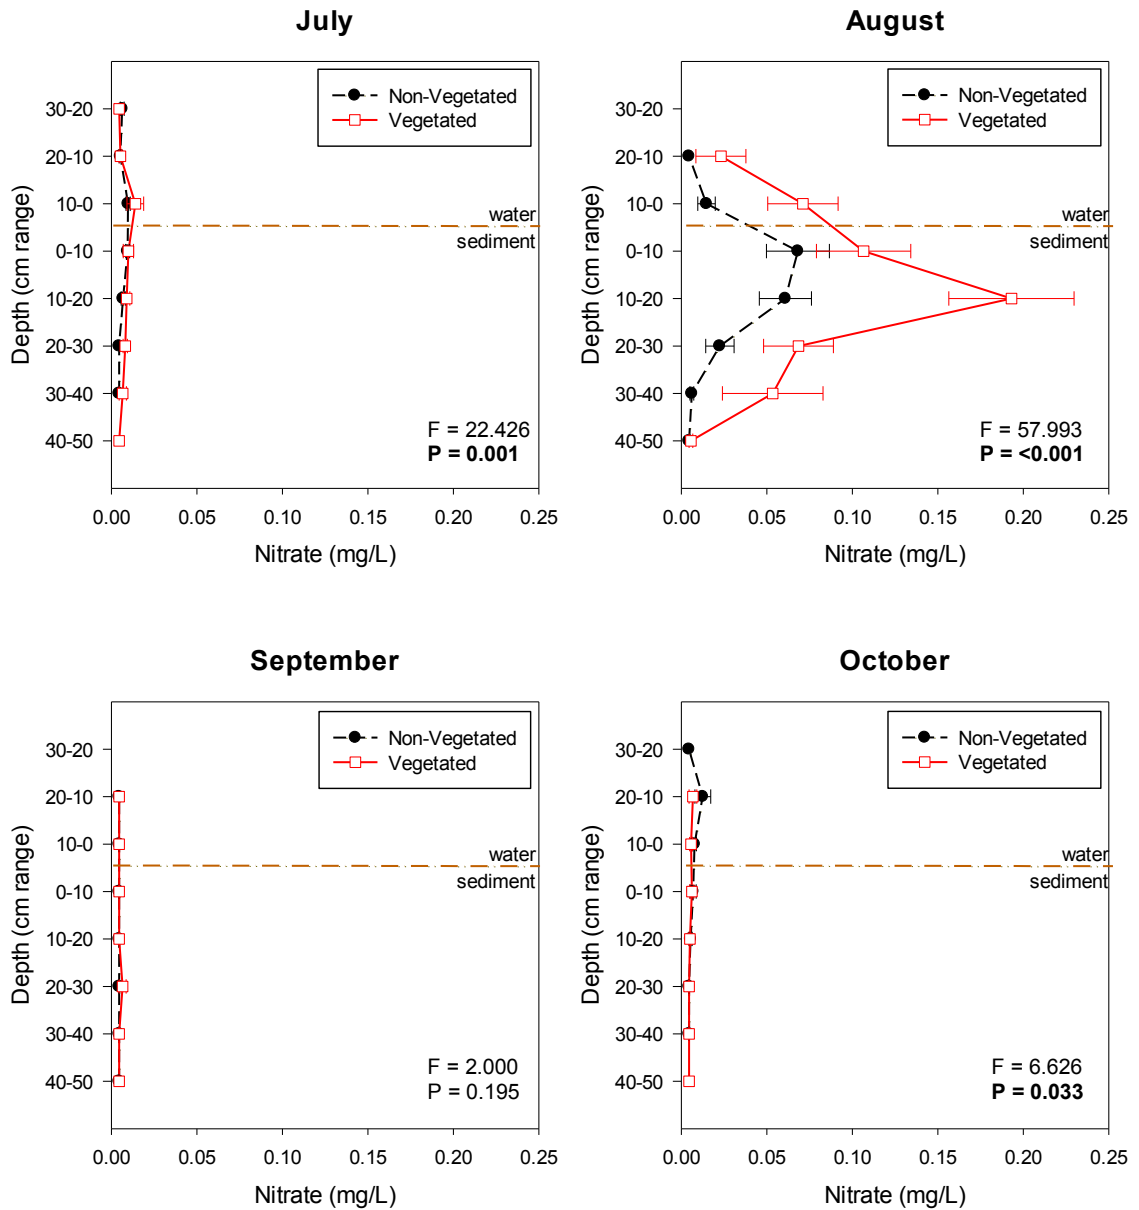 July
Non-Vegetated
Vegetated
30-20
20-10
10-0
0-10
10-20
20-30
30-40
40-50
Depth (cm range)
water
sediment
F = 22.426
P = 0.001
0.00 0.05 0.10 0.15 0.20 0.25
Nitrate (mg/L)
August
Non-Vegetated
Vegetated
30-20
20-10
10-0
0-10
10-20
20-30
30-40
40-50
Depth (cm range)
water
sediment
F = 57.993
P = <0.001
0.00 0.05 0.10 0.15 0.20 0.25
Nitrate (mg/L)
September
Non-Vegetated
Vegetated
30-20
20-10
10-0
0-10
10-20
20-30
30-40
40-50
Depth (cm range)
water
sediment
F = 2.000
P = 0.195
0.00 0.05 0.10 0.15 0.20 0.25
Nitrate (mg/L)
October
Non-Vegetated
Vegetated
30-20
20-10
10-0
0-10
10-20
20-30
30-40
40-50
Depth (cm range)
water
sediment
F = 6.626
P = 0.033
0.00 0.05 0.10 0.15 0.20 0.25
Nitrate (mg/L)